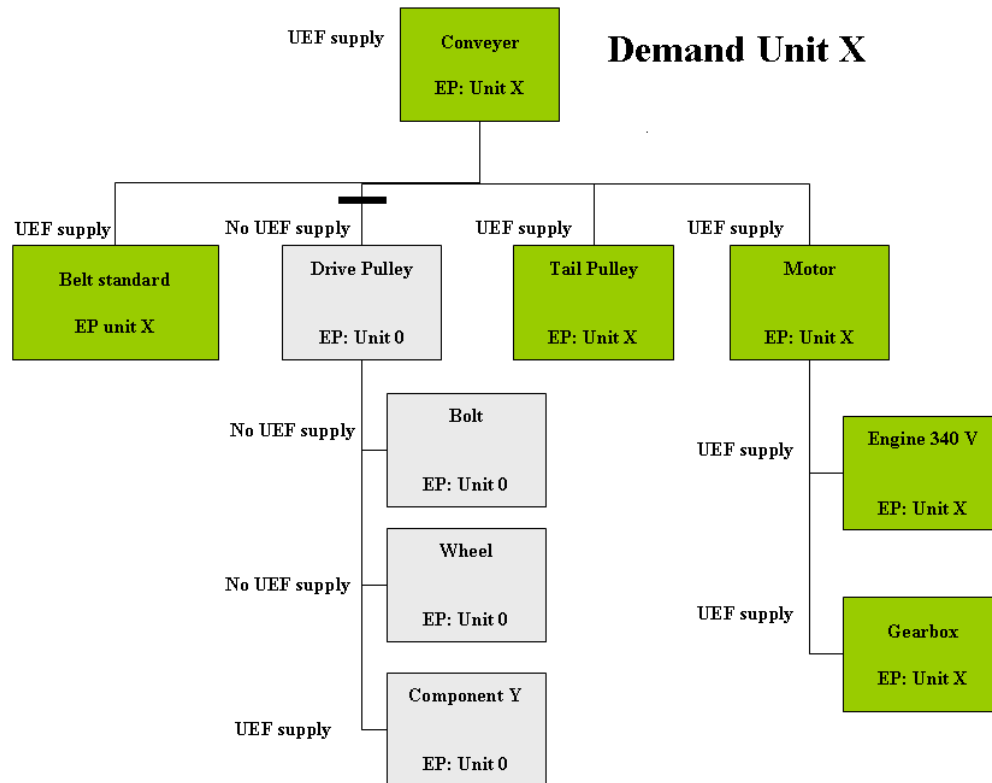 UEF supply
Conveyer
EP: Unit X
Demand Unit X
UEF supply
No UEF supply
UEF supply
UEF supply
Belt standard
EP unit X
Drive Pulley
EP: Unit 0
Tail Pulley
EP: Unit X
Motor
EP: Unit X
No UEF supply
Bolt
EP: Unit 0
UEF supply
Engine 340 V
EP: Unit X
No UEF supply
Wheel
EP: Unit 0
UEF supply
Gearbox
EP: Unit X
UEF supply
Component Y
EP: Unit 0